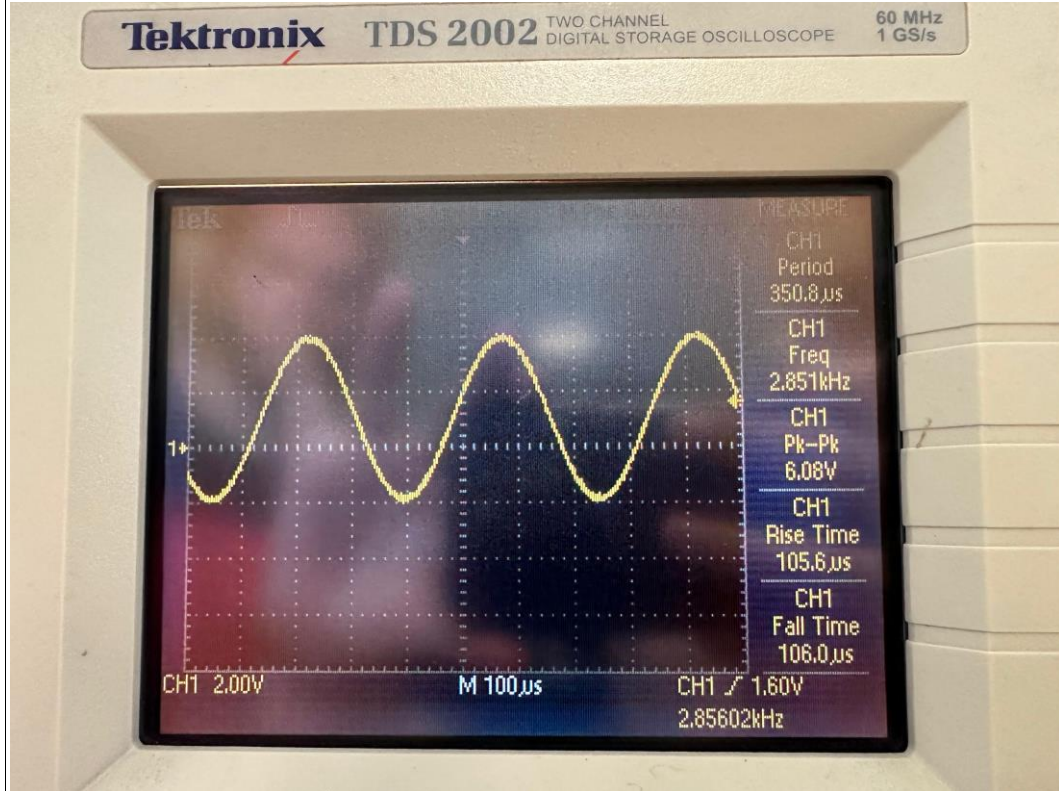 Tektronix TDS 2002 TWO CHANNEL
DIGITAL STORAGE OSCILLOSCOPE
60 MHz
1 GS/s
Tek
MEASURE
CH1
Period
350.8µs
CH1
Freq
2.851kHz
CH1
Pk-Pk
6.08V
CH1
Rise Time
105.6µs
CH1
Fall Time
106.0µs
1
CH1 2.00V M 100µs CH1 1.60V
2.85602kHz